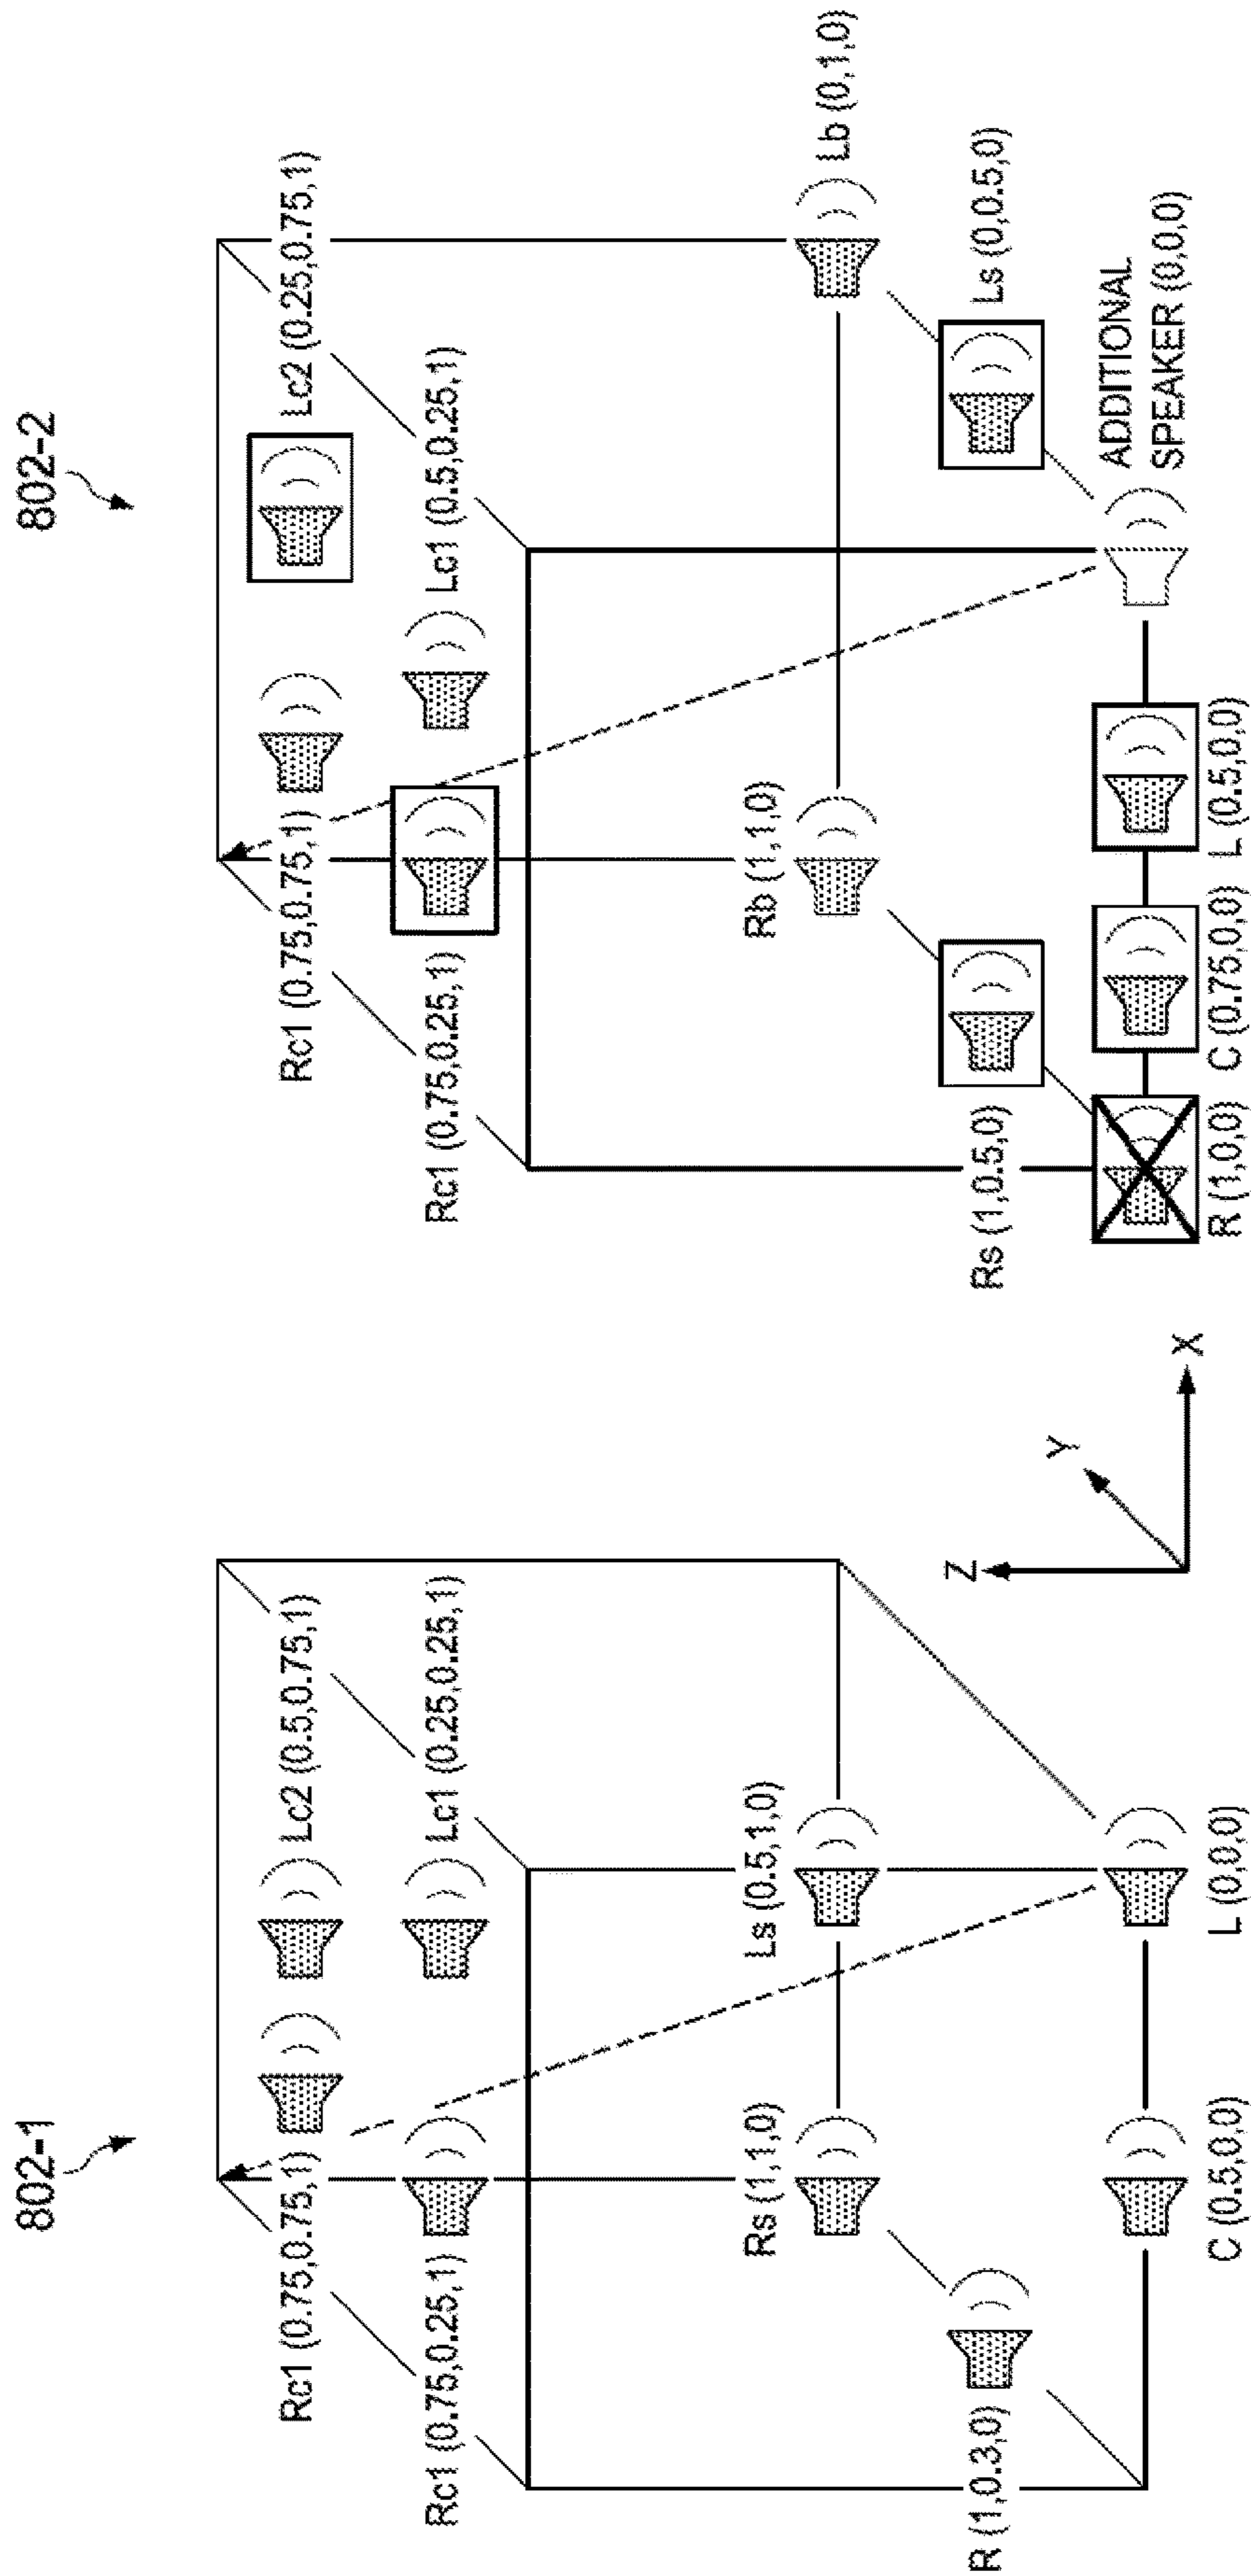 802-1
Rc1 (0.75,0.75,1)
Lc2 (0.5,0.75,1)
Rc1 (0.75,0.25,1)
Lc1 (0.25,0.25,1)
Rs (1,1,0)
Ls (0.5,1,0)
R (1,0.3,0)
C (0.5,0,0)
L (0,0,0)
Z
Y
X
802-2
Rc1 (0.75,0.75,1)
Lc2 (0.25,0.75,1)
Rc1 (0.75,0.25,1)
Lc1 (0.5,0.25,1)
Rb (1,1,0)
Lb (0,1,0)
Rs (1,0.5,0)
Ls (0,0.5,0)
ADDITIONAL
SPEAKER (0,0,0)
R (1,0,0)
C (0.75,0,0)
L (0.5,0,0)